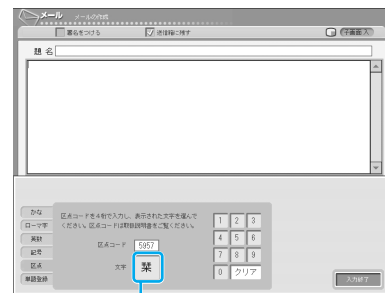 メール メールの作成
署名をつける 送信箱に残す 子画面入
題名
かな
ローマ字
英数
記号
区点
単語登録
区点コードを4桁で入力し、表示された文字を選んで
ください。区点コードは取扱説明書をご覧ください。
区点コード 5957
文字 栞
1 2 3
4 5 6
7 8 9
0 クリア
入力終了